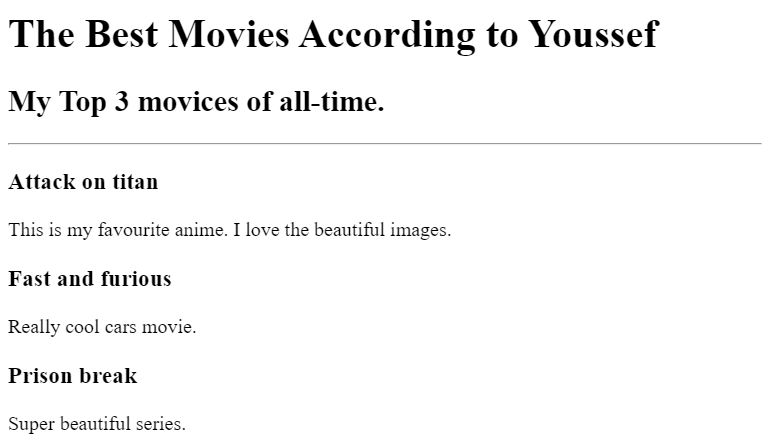 The Best Movies According to Youssef
My Top 3 movices of all-time.
Attack on titan
This is my favourite anime. I love the beautiful images.
Fast and furious
Really cool cars movie.
Prison break
Super beautiful series.